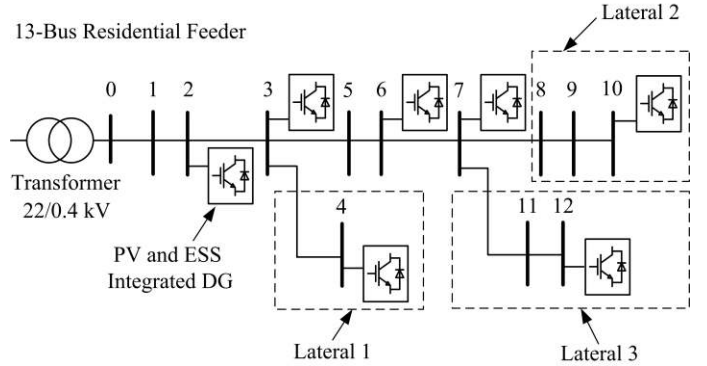 Lateral 2
13-Bus Residential Feeder
0 1 2 3 5 6 7 8 9 10
Transformer
22/0.4 kV
4
11 12
PV and ESS
Integrated DG
Lateral 1
Lateral 3